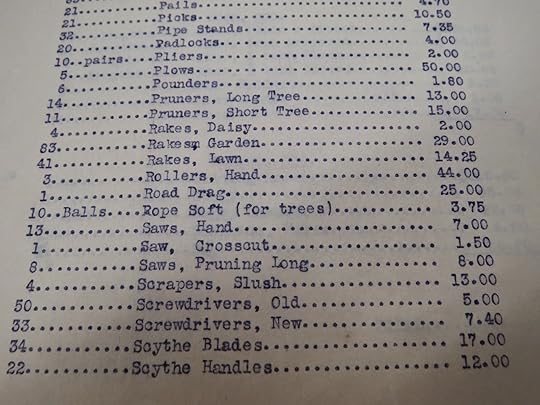 21..........Pails....................4.70
21..........Picks....................10.50
32..........Pipe Stands..............7.35
20..........Padlocks.................4.00
10..pairs....Pliers..................2.00
5...........Plows....................50.00
6...........Pounders.................1.80
14..........Pruners, Long Tree.......13.00
11..........Pruners, Short Tree......15.00
4...........Rakes, Daisy.............2.00
83..........Rakes, Garden............29.00
41..........Rakes, Lawn..............14.25
3...........Rollers, Hand............44.00
1...........Road Drag................25.00
10..Balls....Rope Soft (for trees)...3.75
13..........Saws, Hand...............7.00
1...........Saw, Crosscut............1.50
8...........Saws, Pruning Long.......8.00
4...........Scrapers, Slush..........13.00
50..........Screwdrivers, Old........5.00
33..........Screwdrivers, New........7.40
34..........Scythe Blades............17.00
22..........Scythe Handles...........12.00